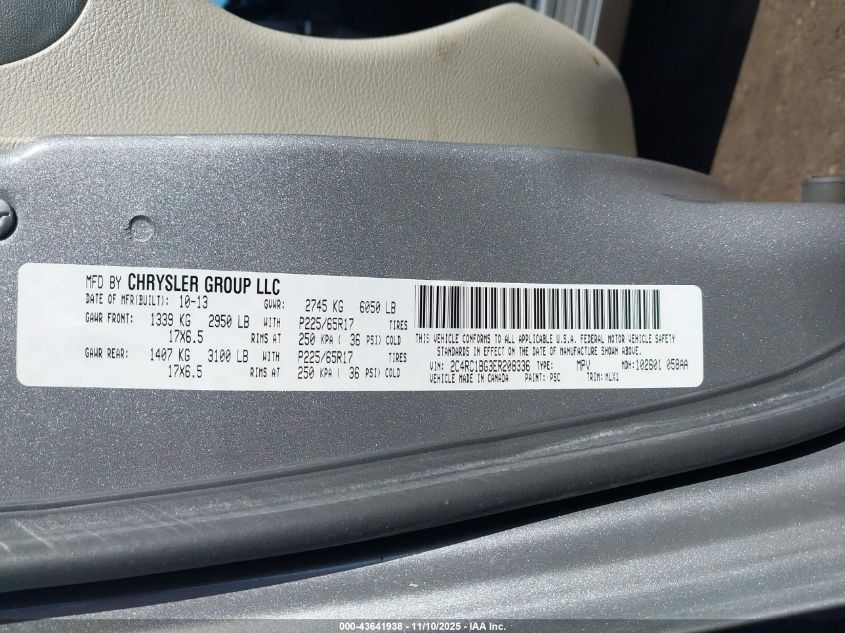 MFD BY CHRYSLER GROUP LLC
DATE OF MFR(BUILT): 10-13 GVWR: 2745 KG 6050 LB
GAWR FRONT: 1339 KG 2950 LB WITH P225/65R17 TIRES
17X6.5 RIMS AT 250 KPA ( 36 PSI) COLD
GAWR REAR: 1407 KG 3100 LB WITH P225/65R17 TIRES
17X6.5 RIMS AT 250 KPA ( 36 PSI) COLD
THIS VEHICLE CONFORMS TO ALL APPLICABLE U.S.A. FEDERAL MOTOR VEHICLE SAFETY
STANDARDS IN EFFECT ON THE DATE OF MANUFACTURE SHOWN ABOVE.
VIN: 2C4RC1BG3ER208336 TYPE: MPV MDH:102601 058AA
VEHICLE MADE IN CANADA PAINT: PSC TRIM:MLX1
000-43641938 - 11/10/2025 - IAA Inc.